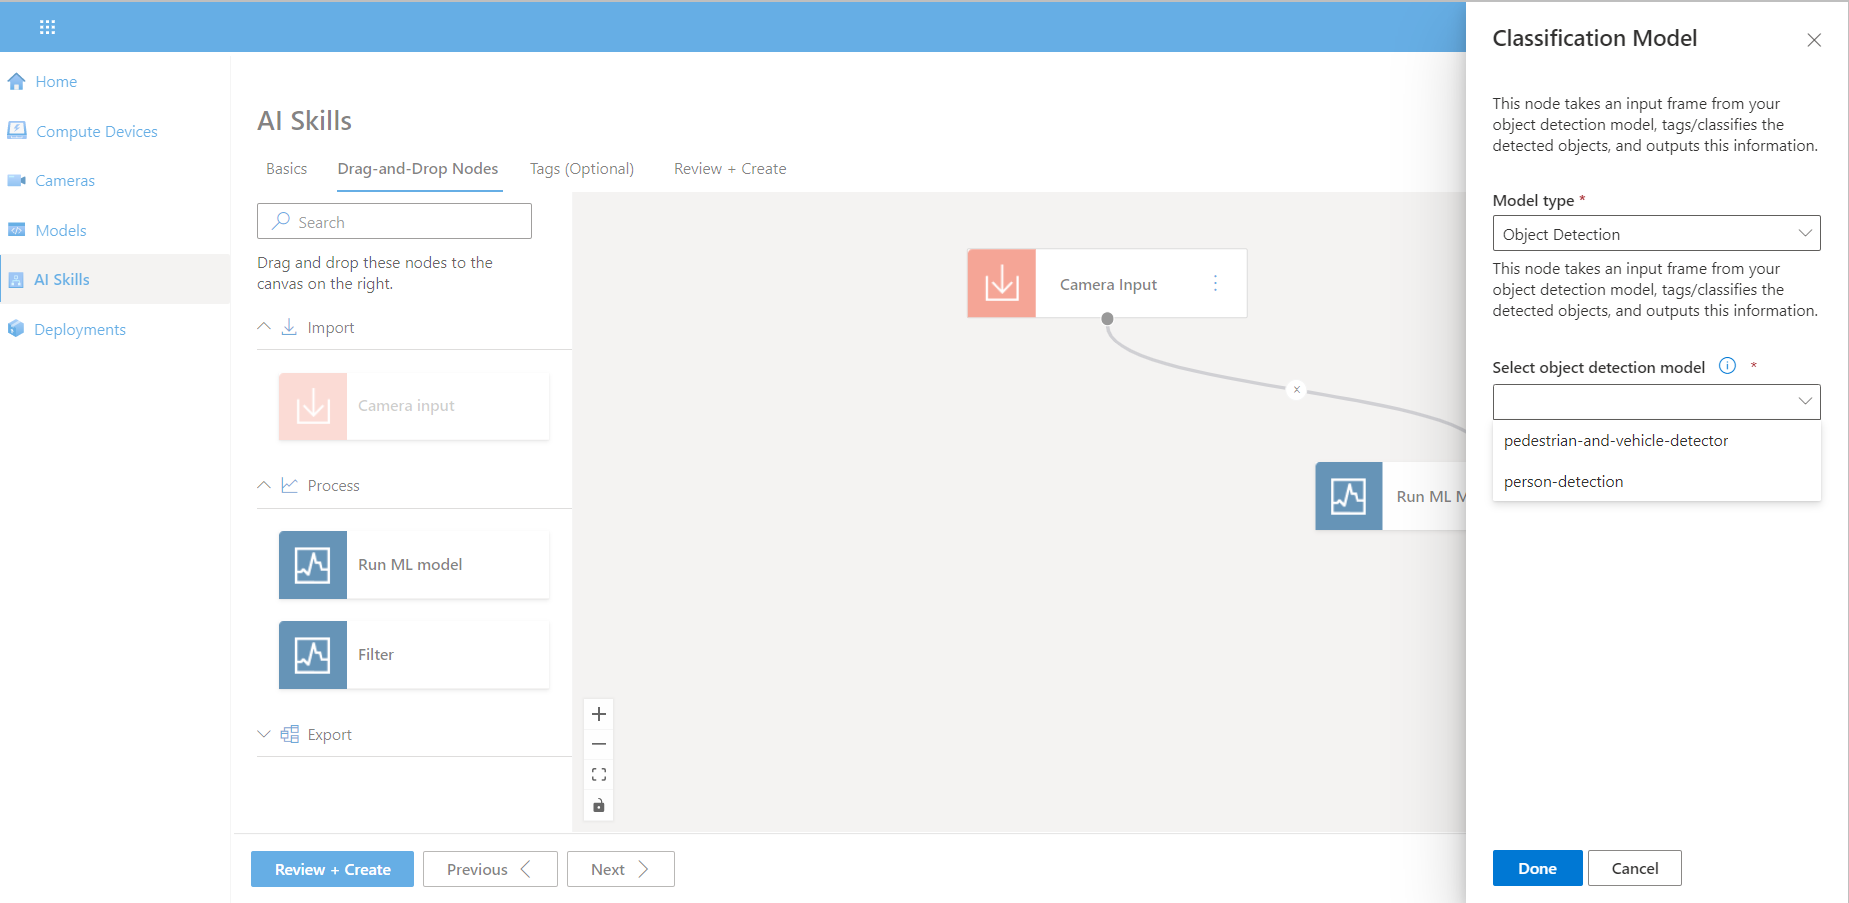 Home
Compute Devices
Cameras
Models
AI Skills
Deployments
AI Skills
Basics
Drag-and-Drop Nodes
Tags (Optional)
Review + Create
Search
Drag and drop these nodes to the
canvas on the right.
Import
Camera input
Process
Run ML model
Filter
Export
Camera Input
x
Run ML M
Review + Create
Previous
Next
Classification Model
This node takes an input frame from your
object detection model, tags/classifies the
detected objects, and outputs this information.
Model type *
Object Detection
This node takes an input frame from your
object detection model, tags/classifies the
detected objects, and outputs this information.
Select object detection model *
pedestrian-and-vehicle-detector
person-detection
Done
Cancel